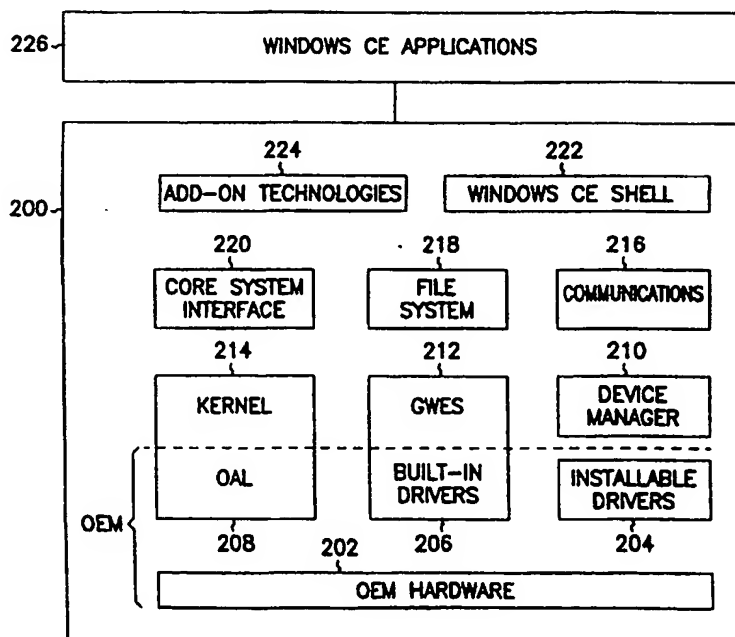 226
WINDOWS CE APPLICATIONS
224
222
ADD-ON TECHNOLOGIES
WINDOWS CE SHELL
200
220
218
216
CORE SYSTEM
INTERFACE
FILE
SYSTEM
COMMUNICATIONS
214
212
210
KERNEL
GWES
DEVICE
MANAGER
OAL
BUILT-IN
DRIVERS
INSTALLABLE
DRIVERS
OEM
208
206
204
202
OEM HARDWARE